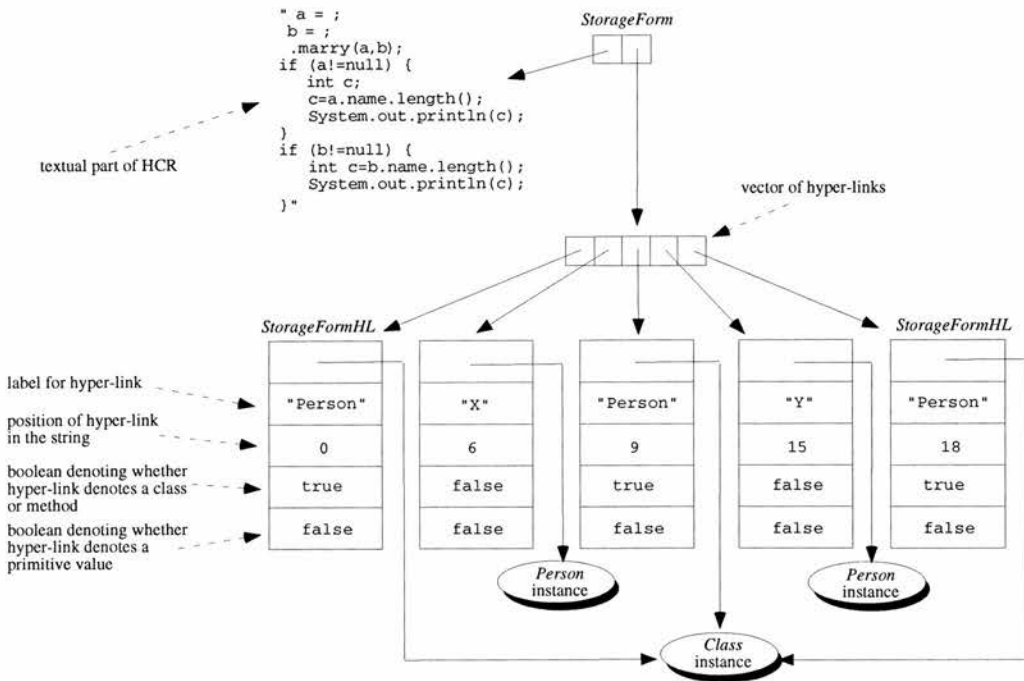 " a = ;
b = ;
.marry(a,b);
if (a!=null) {
int c;
c=a.name.length();
System.out.println(c);
}
if (b!=null) {
int c=b.name.length();
System.out.println(c);
}"
StorageForm
textual part of HCR
vector of hyper-links
StorageFormHL
StorageFormHL
label for hyper-link
"Person"
"X"
"Person"
"Y"
"Person"
position of hyper-link
in the string
0
6
9
15
18
boolean denoting whether
hyper-link denotes a class
or method
true
false
true
false
true
boolean denoting whether
hyper-link denotes a
primitive value
false
false
false
false
false
Person
instance
Person
instance
Class
instance